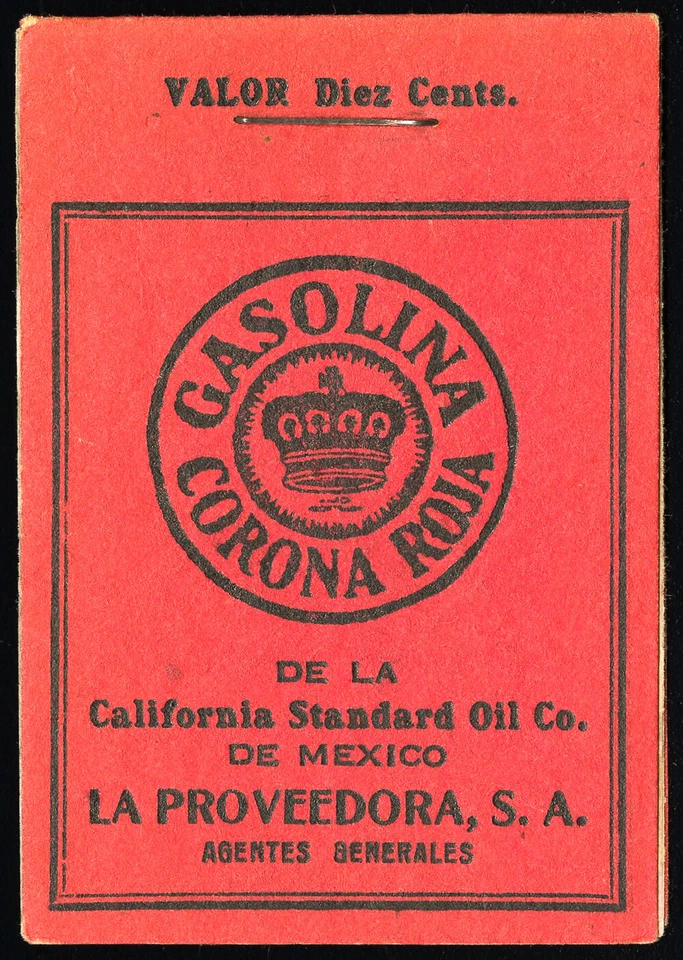 VALOR Diez Cents.
GASOLINA
CORONA ROJA
DE LA
California Standard Oil Co.
DE MEXICO
LA PROVEEDORA, S. A.
AGENTES GENERALES